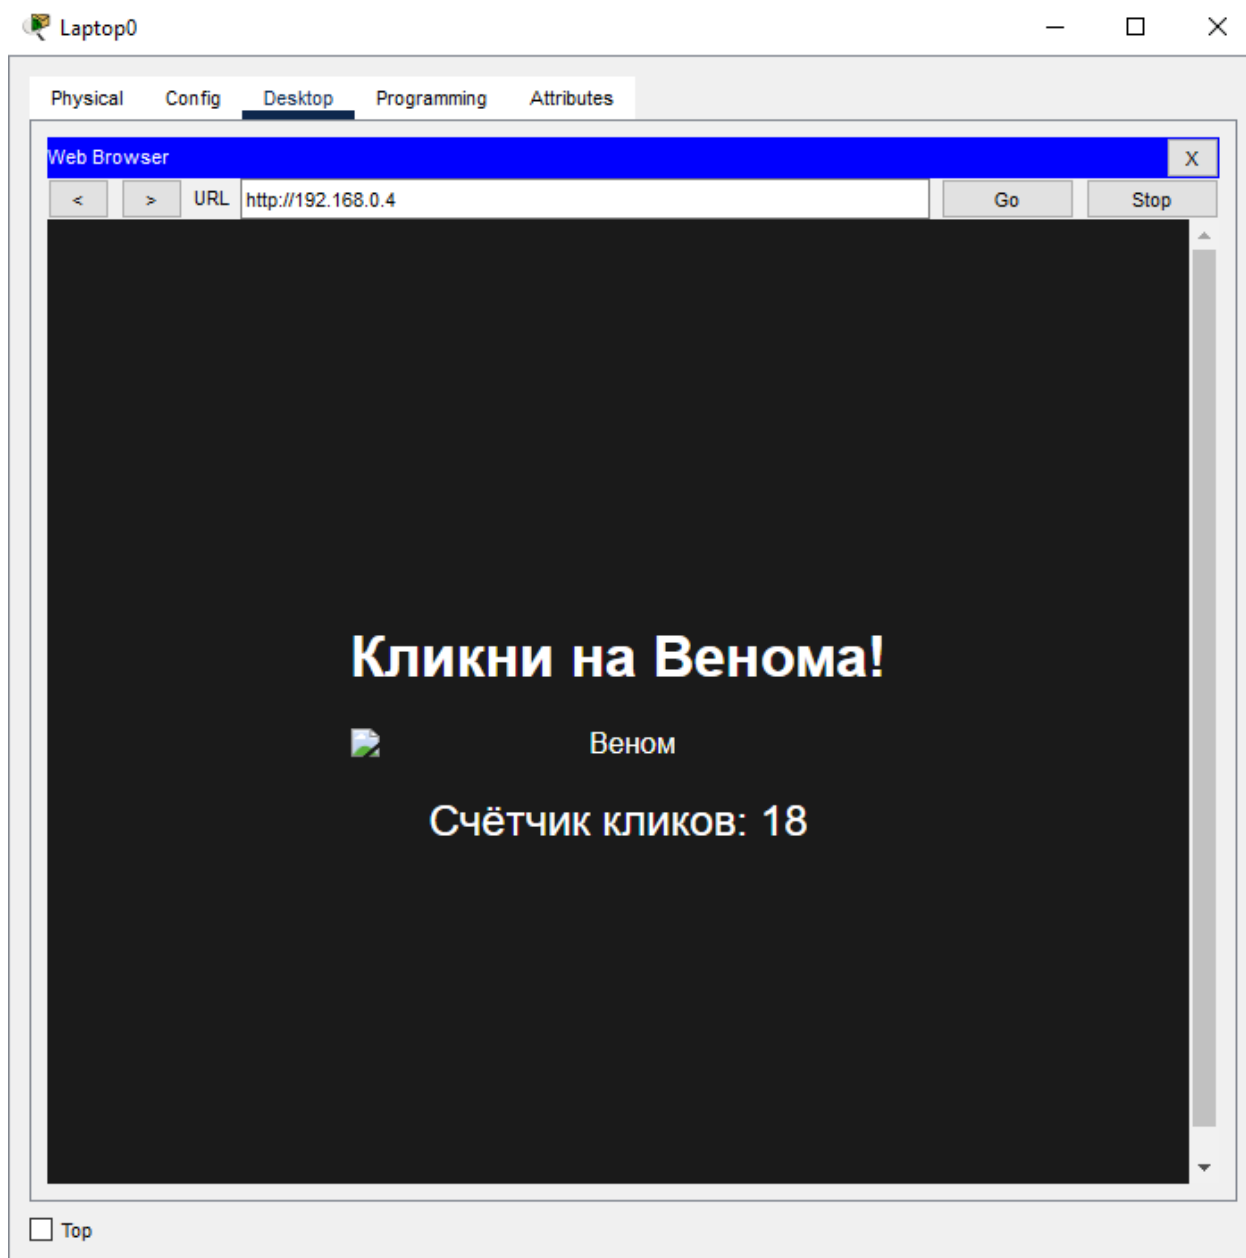 Laptop0
Physical Config Desktop Programming Attributes
Web Browser X
< > URL http://192.168.0.4 Go Stop
Кликни на Венома!
Веном
Счётчик кликов: 18
Top